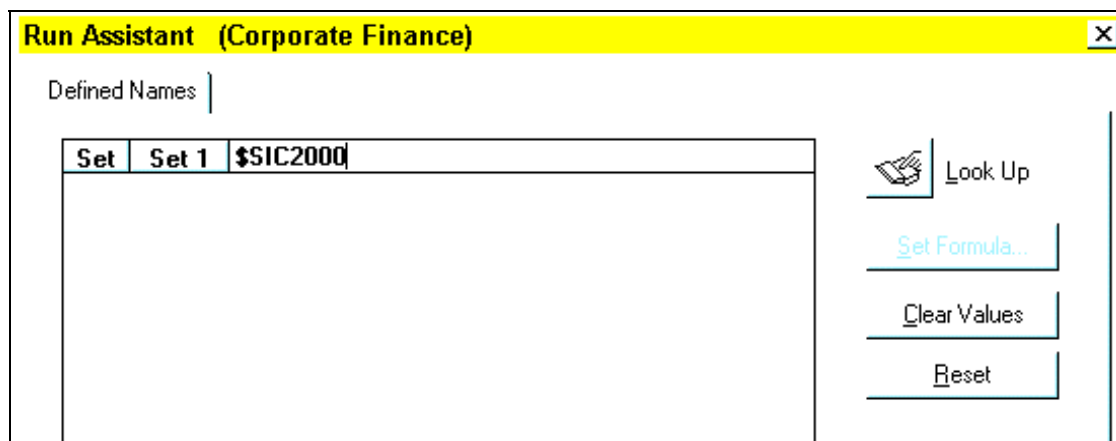 Run Assistant (Corporate Finance)
Defined Names
Set Set 1 $SIC2000
Look Up
Set Formula...
Clear Values
Reset